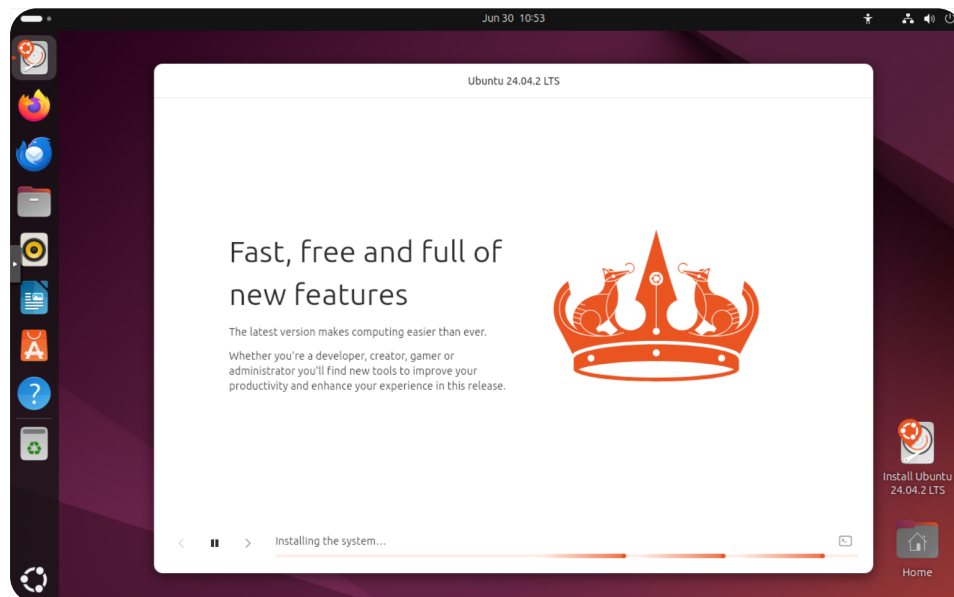 Jun 30 10:53
Ubuntu 24.04.2 LTS
Fast, free and full of
new features
The latest version makes computing easier than ever.
Whether you're a developer, creator, gamer or
administrator you'll find new tools to improve your
productivity and enhance your experience in this release.
Installing the system...
Install Ubuntu
24.04.2 LTS
Home